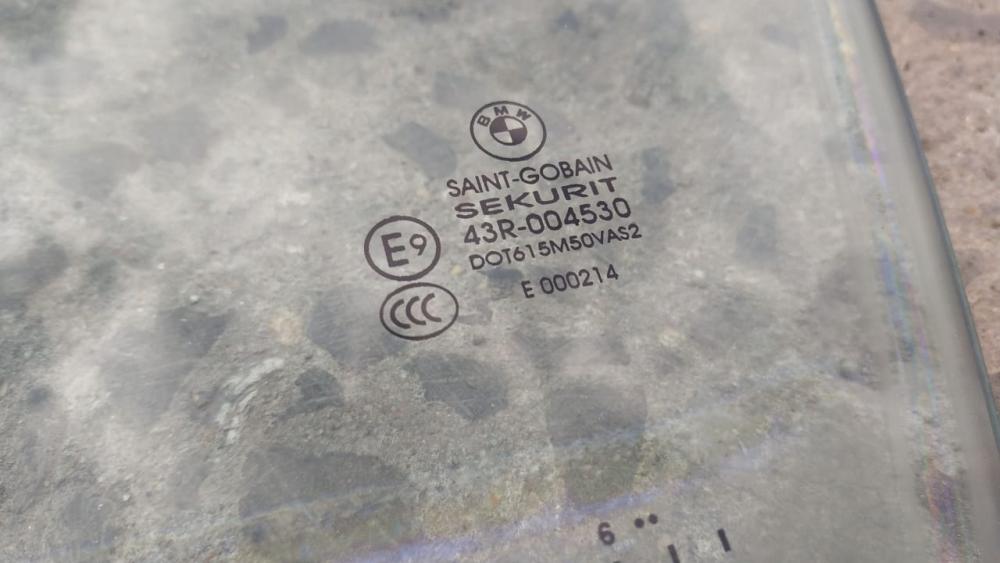 BMW
SAINT-GOBAIN
SEKURIT
43R-004530
DOT615M50VAS2
E9
E 000214
CCC
6 ••